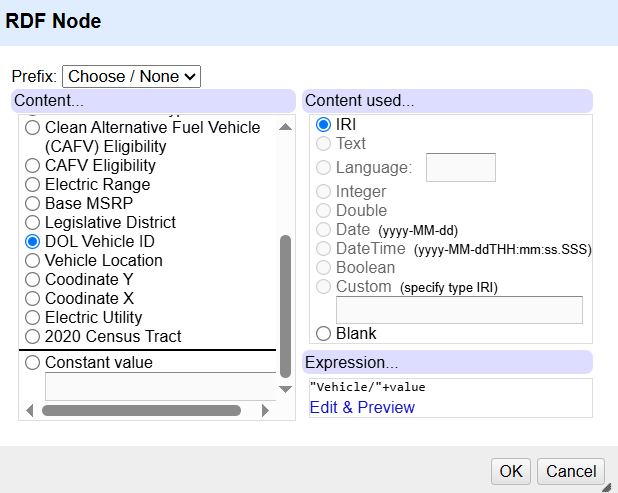 RDF Node
Prefix: Choose / None
Content...
Clean Alternative Fuel Vehicle
(CAFV) Eligibility
CAFV Eligibility
Electric Range
Base MSRP
Legislative District
DOL Vehicle ID
Vehicle Location
Coodinate Y
Coodinate X
Electric Utility
2020 Census Tract
Constant value
Content used...
IRI
Text
Language:
Integer
Double
Date (yyyy-MM-dd)
DateTime (yyyy-MM-ddTHH:mm:ss.SSS)
Boolean
Custom (specify type IRI)
Blank
Expression...
"Vehicle/"+value
Edit & Preview
OK Cancel